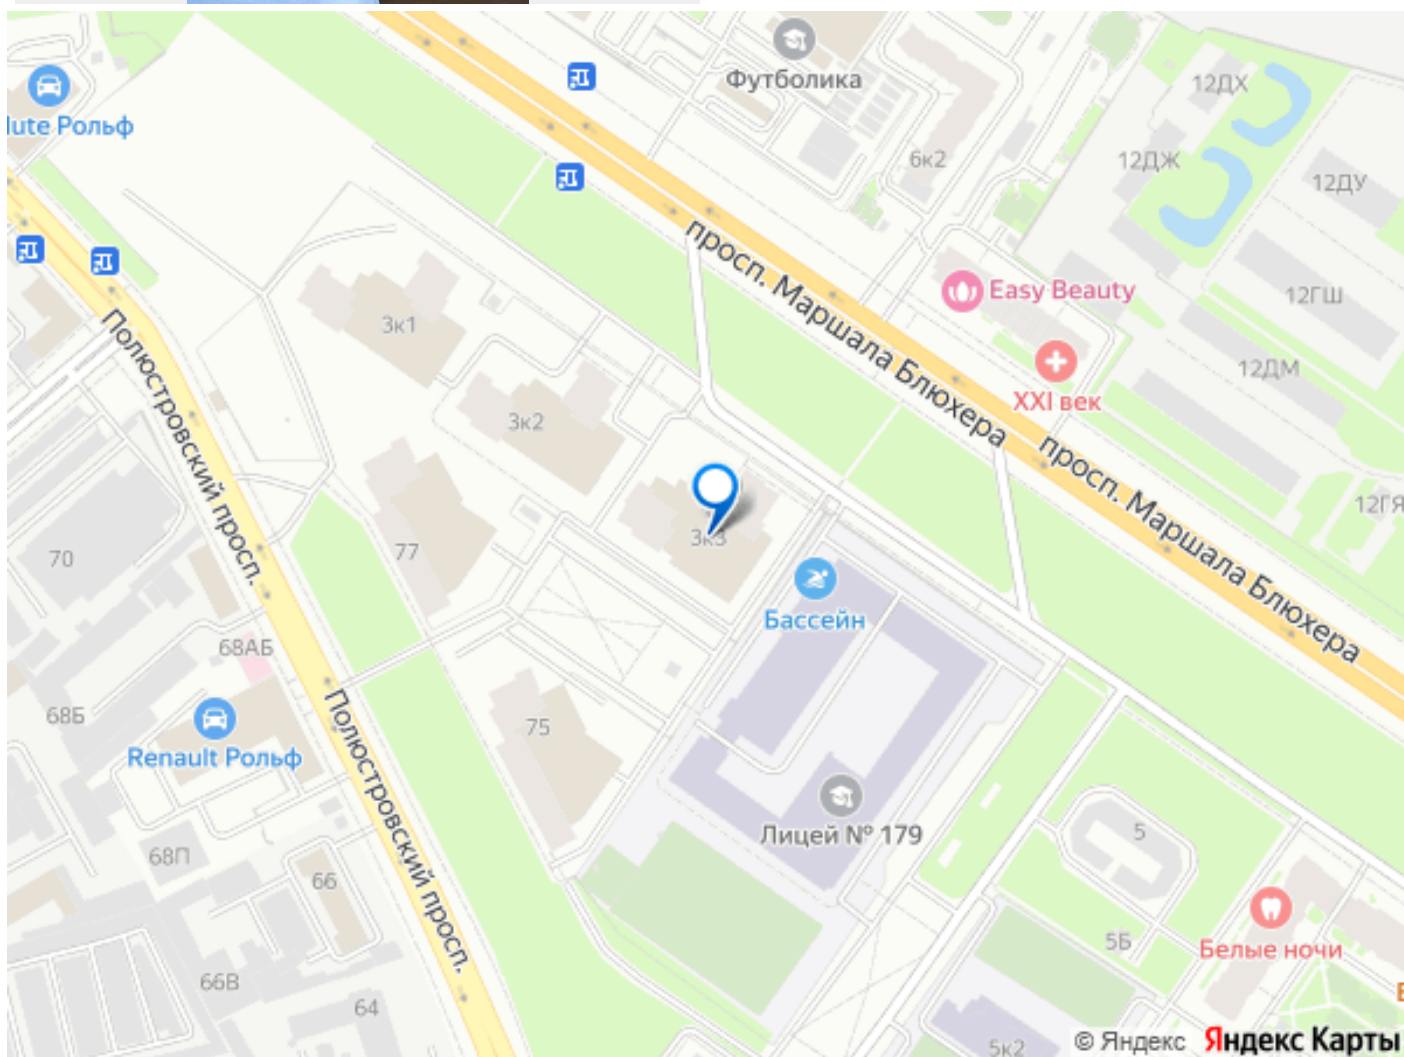 Футболика
12ДХ
lute Рольф
6к2
12ДЖ
12ДУ
просп. Маршала Блюхера
Easy Beauty
12ГШ
3к1
Полюстровский просп.
12ДМ
XXI век
3к2
просп. Маршала Блюхера
12ГЯ
3к3
77
70
Бассейн
68АБ
Полюстровский просп.
68Б
75
Renault Рольф
Лицей № 179
5
68П
66
5Б
Белые ночи
66В
64
5к2
© Яндекс Яндекс Карты